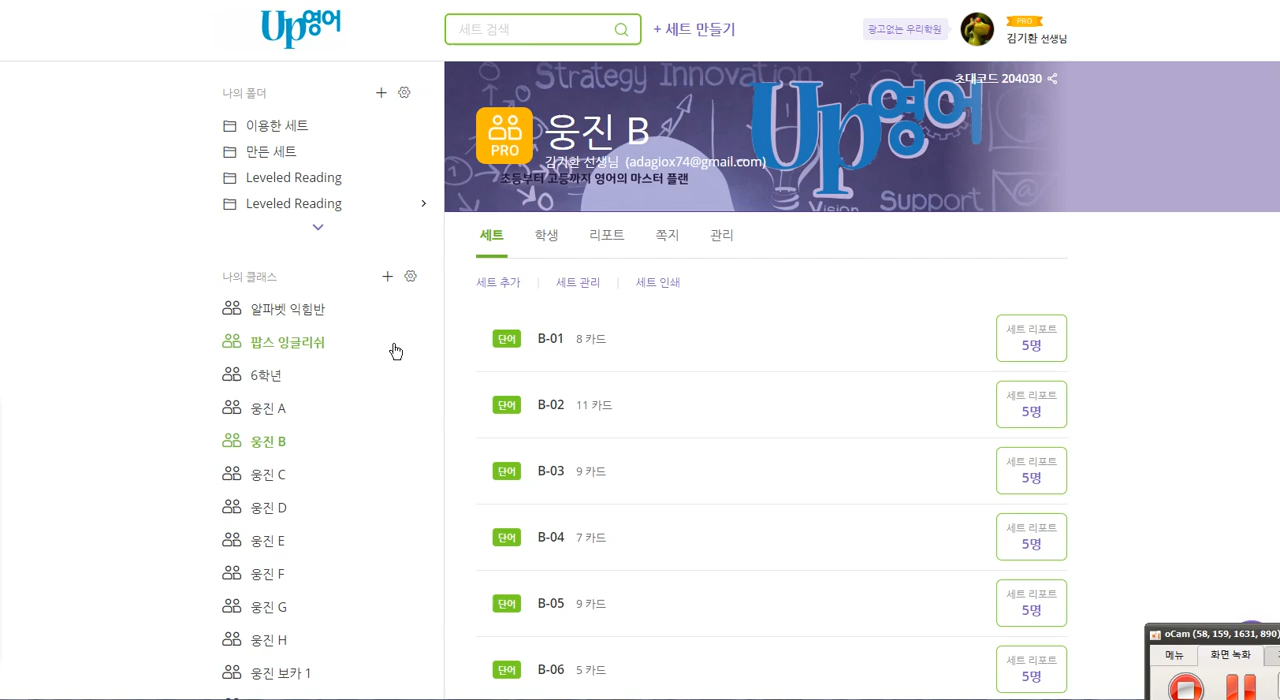 Up영어
세트 검색
+ 세트 만들기
광고없는 우리학원
PRO
김기환 선생님
나의 폴더
이용한 세트
만든 세트
Leveled Reading
Leveled Reading
나의 클래스
알파벳 익힘반
팝스 잉글리쉬
6학년
웅진 A
웅진 B
웅진 C
웅진 D
웅진 E
웅진 F
웅진 G
웅진 H
웅진 보카 1
Strategy Innovation
초대코드 204030
Up영어
PRO
웅진 B
김기환 선생님 (adagiox74@gmail.com)
초등부터 고등까지 영어의 마스터 플랜
Vision
Support
세트 학생 리포트 쪽지 관리
세트 추가 | 세트 관리 | 세트 인쇄
단어 B-01 8 카드
세트 리포트
5명
단어 B-02 11 카드
세트 리포트
5명
단어 B-03 9 카드
세트 리포트
5명
단어 B-04 7 카드
세트 리포트
5명
단어 B-05 9 카드
세트 리포트
5명
단어 B-06 5 카드
세트 리포트
5명
oCam (58, 159, 1631, 890)
메뉴 화면 녹화